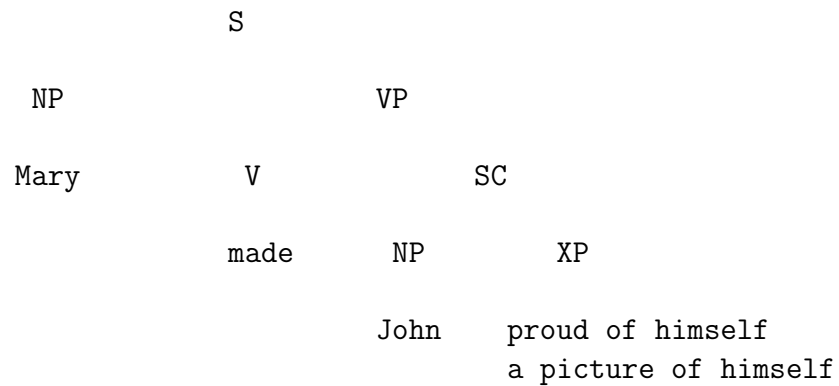 S
NP VP
Mary V SC
made NP XP
John proud of himself
a picture of himself